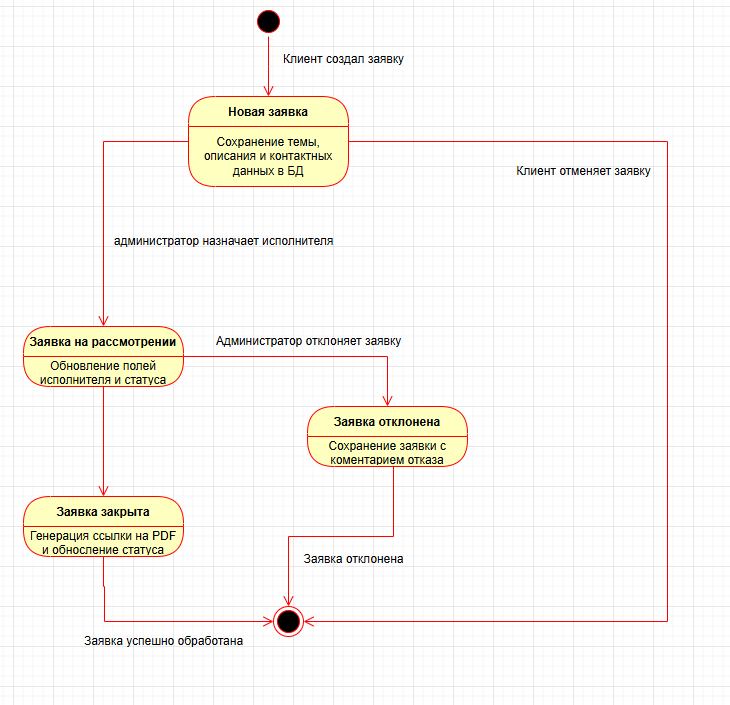 Клиент создал заявку
Новая заявка
Сохранение темы,
описания и контактных
данных в БД
Клиент отменяет заявку
администратор назначает исполнителя
Заявка на рассмотрении
Обновление полей
исполнителя и статуса
Администратор отклоняет заявку
Заявка отклонена
Сохранение заявки с
коментарием отказа
Заявка закрыта
Генерация ссылки на PDF
и обносление статуса
Заявка отклонена
Заявка успешно обработана